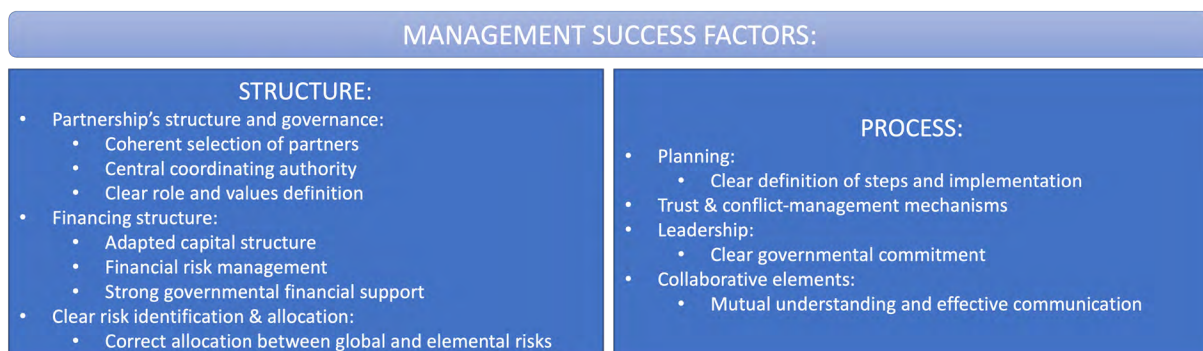 MANAGEMENT SUCCESS FACTORS:
STRUCTURE:
• Partnership's structure and governance:
• Coherent selection of partners
• Central coordinating authority
• Clear role and values definition
• Financing structure:
• Adapted capital structure
• Financial risk management
• Strong governmental financial support
• Clear risk identification & allocation:
• Correct allocation between global and elemental risks
PROCESS:
• Planning:
• Clear definition of steps and implementation
• Trust & conflict-management mechanisms
• Leadership:
• Clear governmental commitment
• Collaborative elements:
• Mutual understanding and effective communication